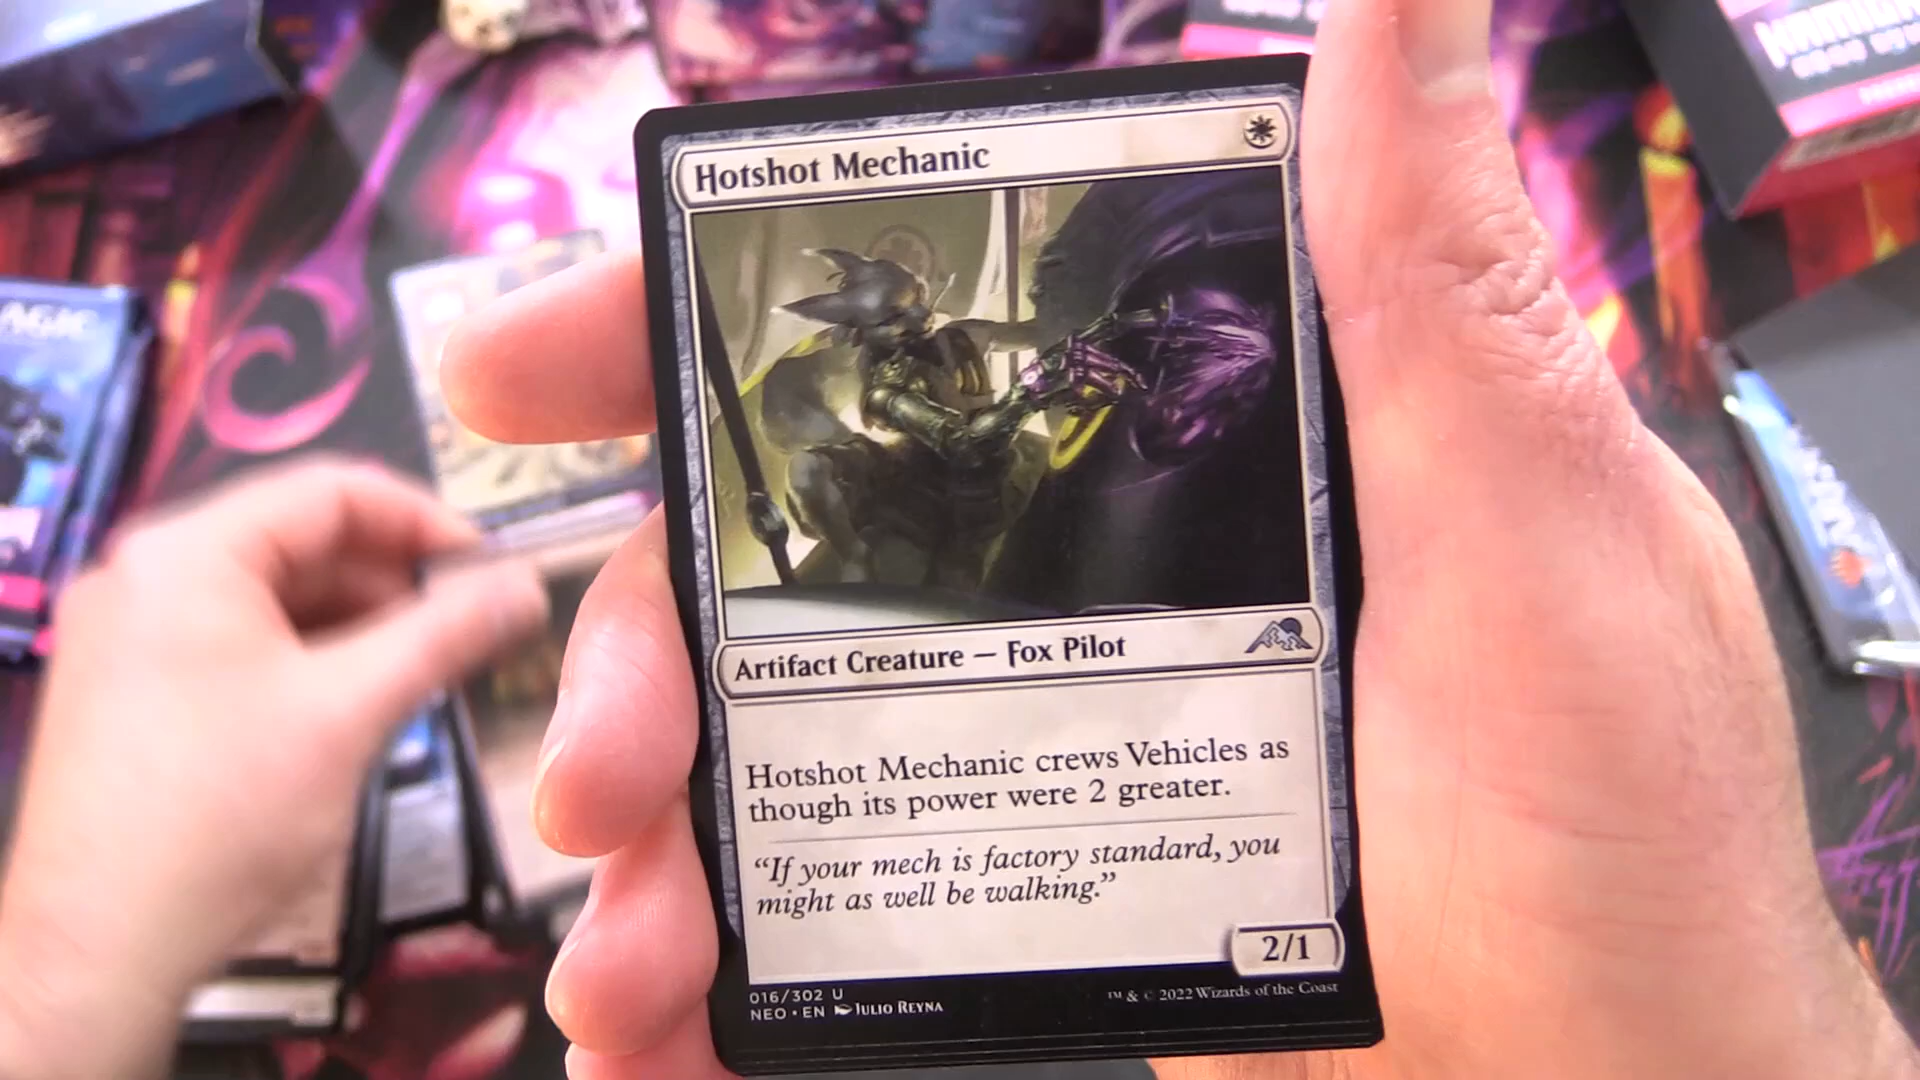 Hotshot Mechanic
Artifact Creature — Fox Pilot
Hotshot Mechanic crews Vehicles as
though its power were 2 greater.
“If your mech is factory standard, you
might as well be walking.”
2/1
016/302 U
NEO • EN JULIO REYNA
™ & © 2022 Wizards of the Coast